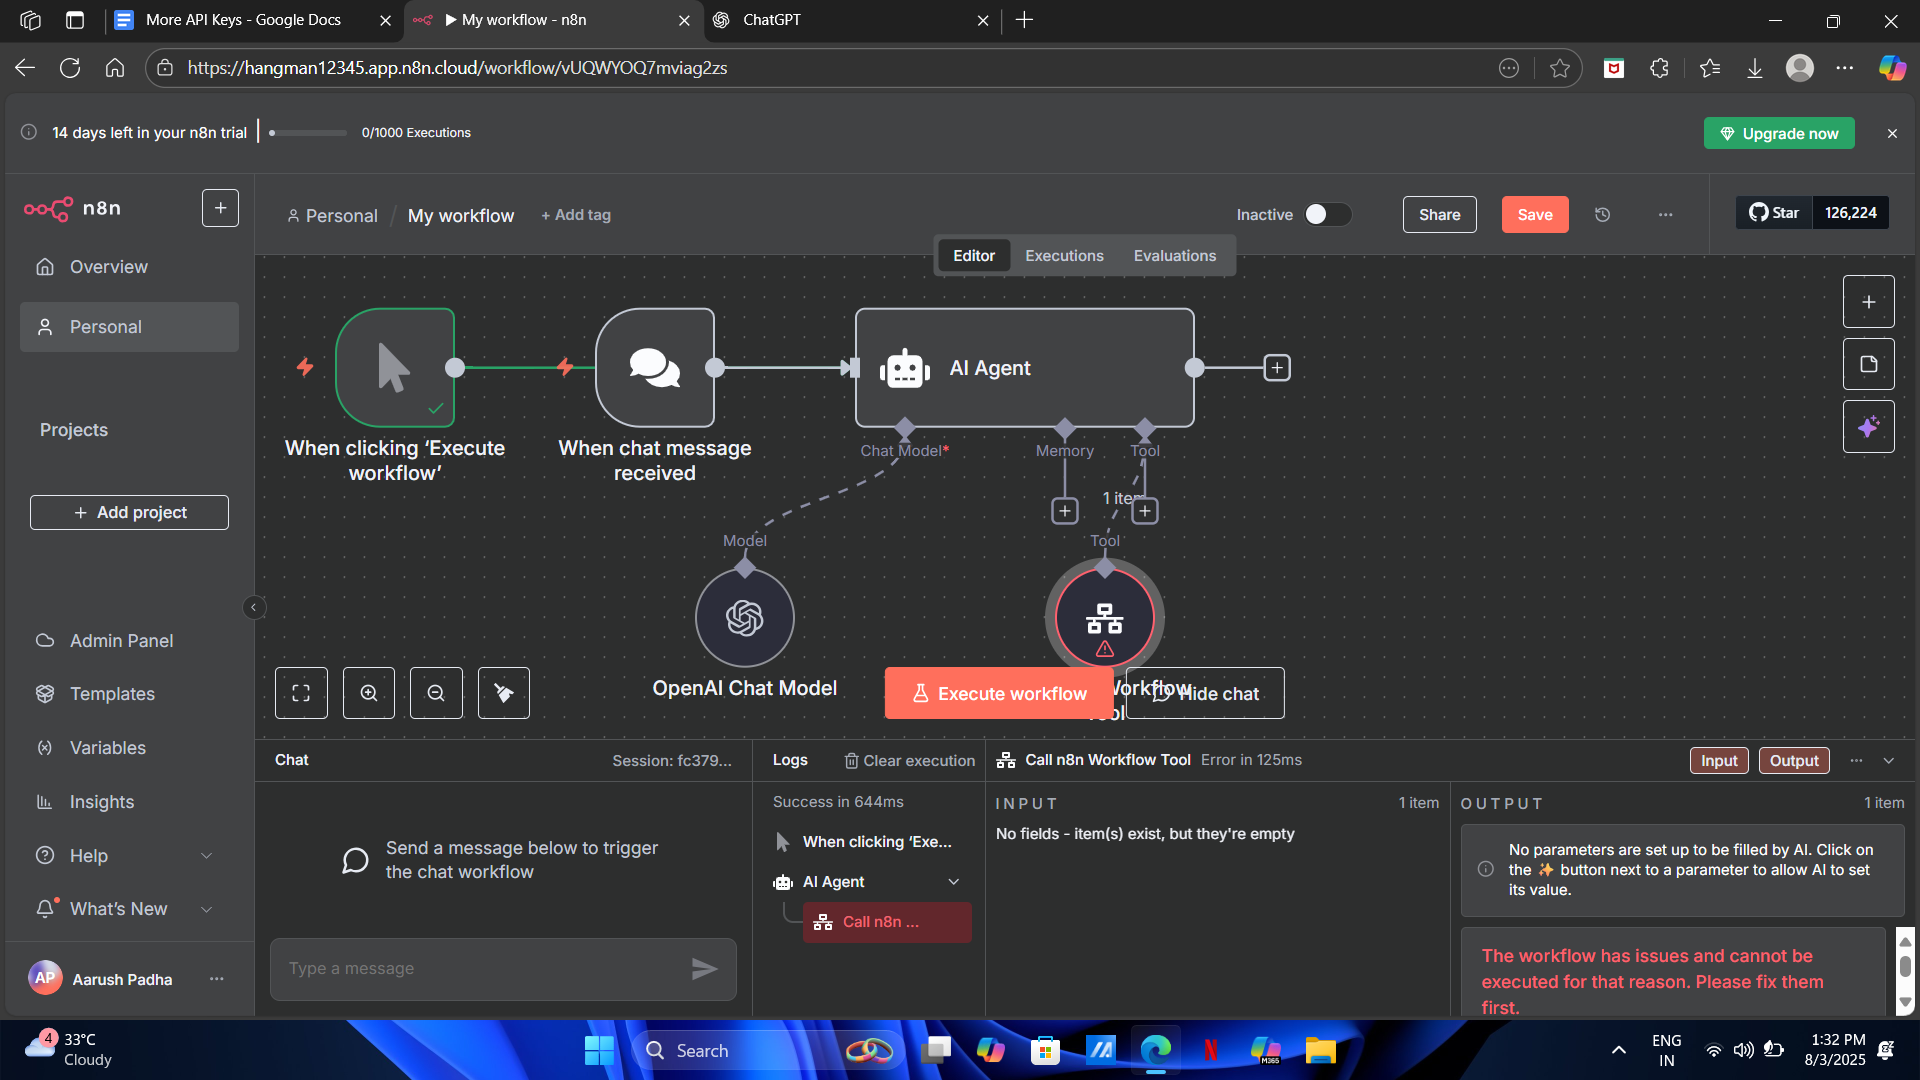 More API Keys - Google Docs
My workflow - n8n
ChatGPT
https://hangman12345.app.n8n.cloud/workflow/vUQWYOQ7mviag2zs
14 days left in your n8n trial
0/1000 Executions
Upgrade now
n8n
Personal / My workflow
+ Add tag
Inactive
Share
Save
Star
126,224
Editor
Executions
Evaluations
Overview
Personal
Projects
+ Add project
Admin Panel
Templates
Variables
Insights
Help
What's New
AP
Aarush Padha
When clicking ‘Execute
workflow’
When chat message
received
AI Agent
Chat Model*
Memory
Tool
1 item
Model
Tool
OpenAI Chat Model
Execute workflow
Hide chat
Chat
Session: fc379...
Send a message below to trigger
the chat workflow
Type a message
Logs
Clear execution
Success in 644ms
When clicking ‘Exe...
AI Agent
Call n8n ...
Call n8n Workflow Tool
Error in 125ms
Input
Output
INPUT
1 item
No fields - item(s) exist, but they're empty
OUTPUT
1 item
No parameters are set up to be filled by AI. Click on
the ✨ button next to a parameter to allow AI to set
its value.
The workflow has issues and cannot be
executed for that reason. Please fix them
first.
4
33°C
Cloudy
Search
M365
ENG
IN
1:32 PM
8/3/2025